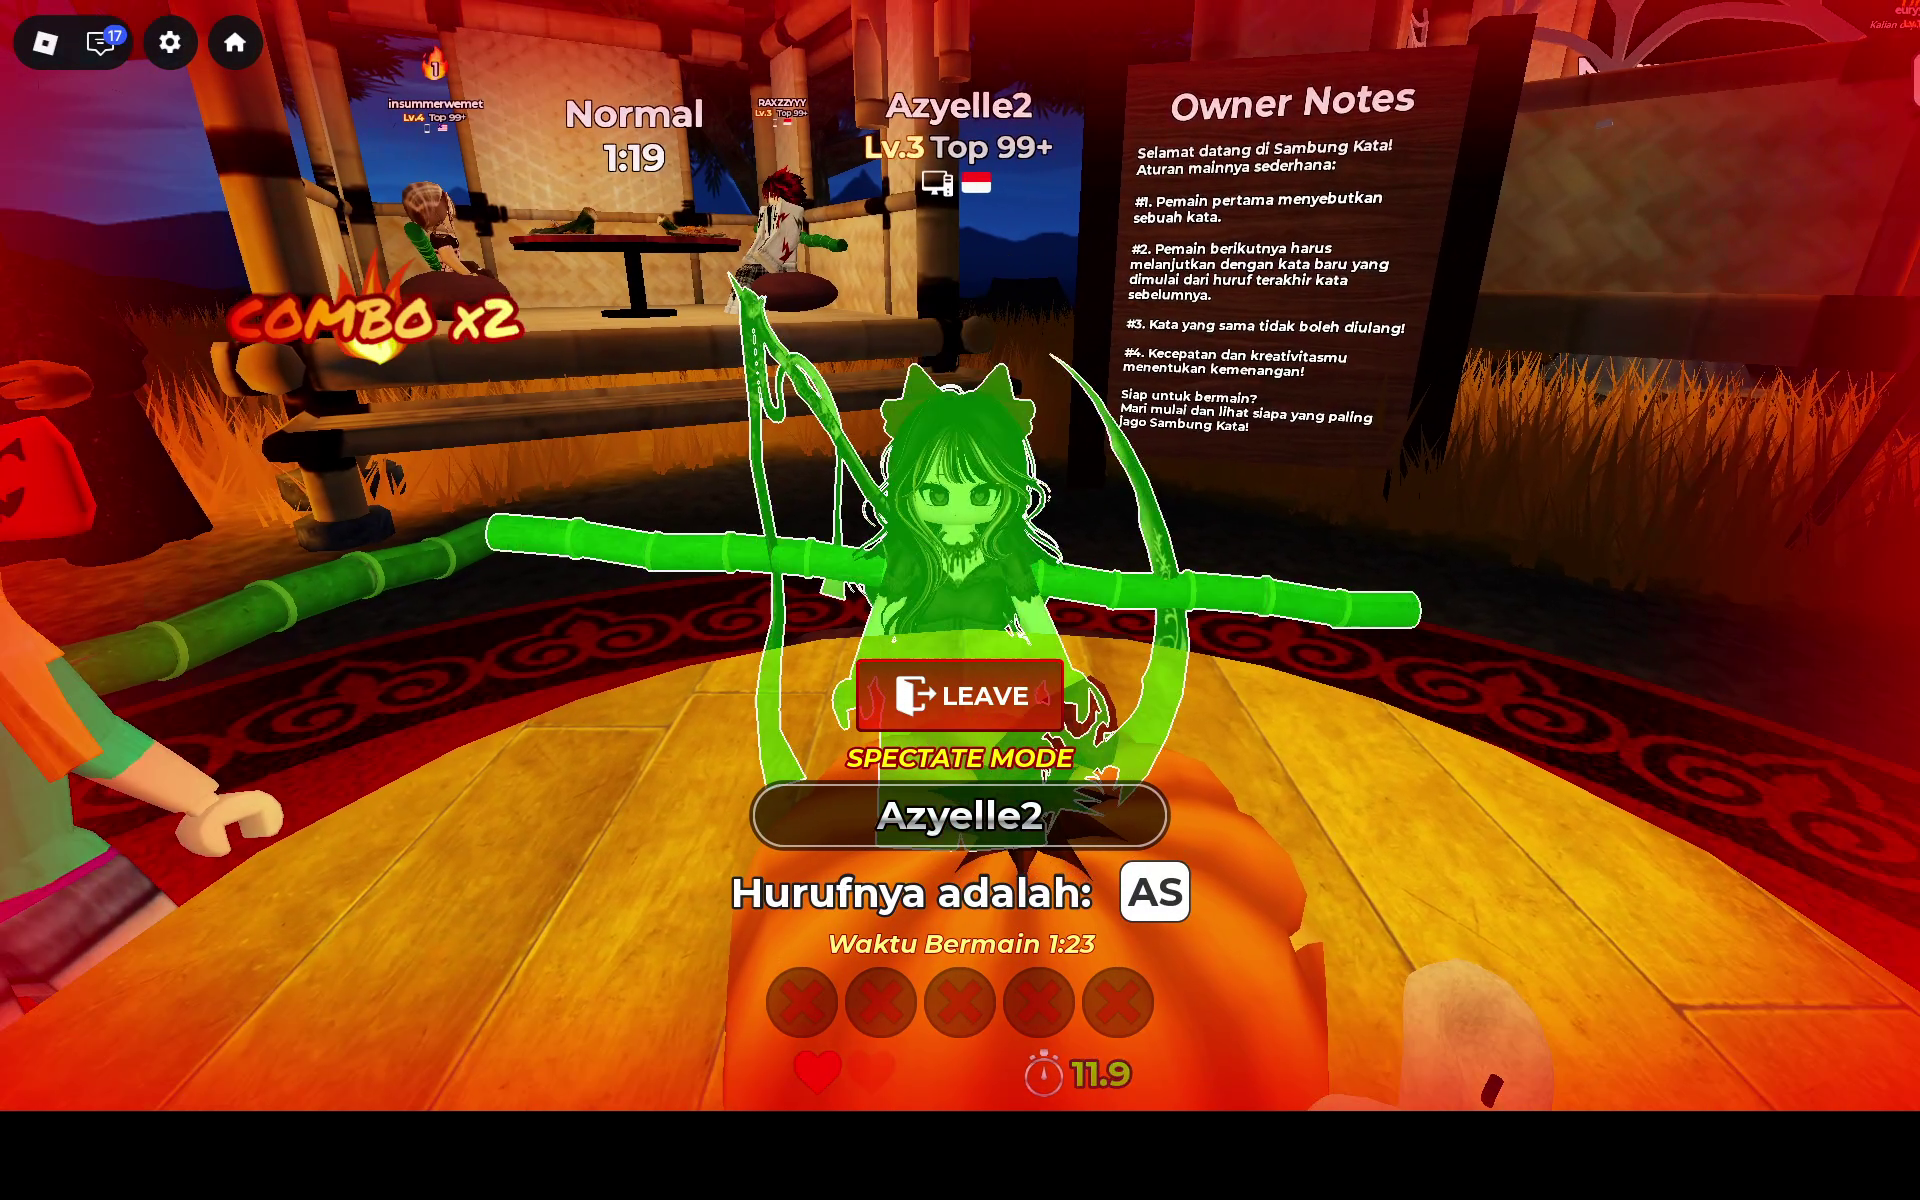 17
1
insummerwemet
Lv.4 Top 99+
Normal
1:19
RAXZZYYY
Lv.3 Top 99+
Azyelle2
Lv.3 Top 99+
COMBO x2
Owner Notes
Selamat datang di Sambung Kata!
Aturan mainnya sederhana:
#1. Pemain pertama menyebutkan
sebuah kata.
#2. Pemain berikutnya harus
melanjutkan dengan kata baru yang
dimulai dari huruf terakhir kata
sebelumnya.
#3. Kata yang sama tidak boleh diulang!
#4. Kecepatan dan kreativitasmu
menentukan kemenangan!
Siap untuk bermain?
Mari mulai dan lihat siapa yang paling
jago Sambung Kata!
LEAVE
SPECTATE MODE
Azyelle2
Hurufnya adalah: AS
Waktu Bermain 1:23
11.9